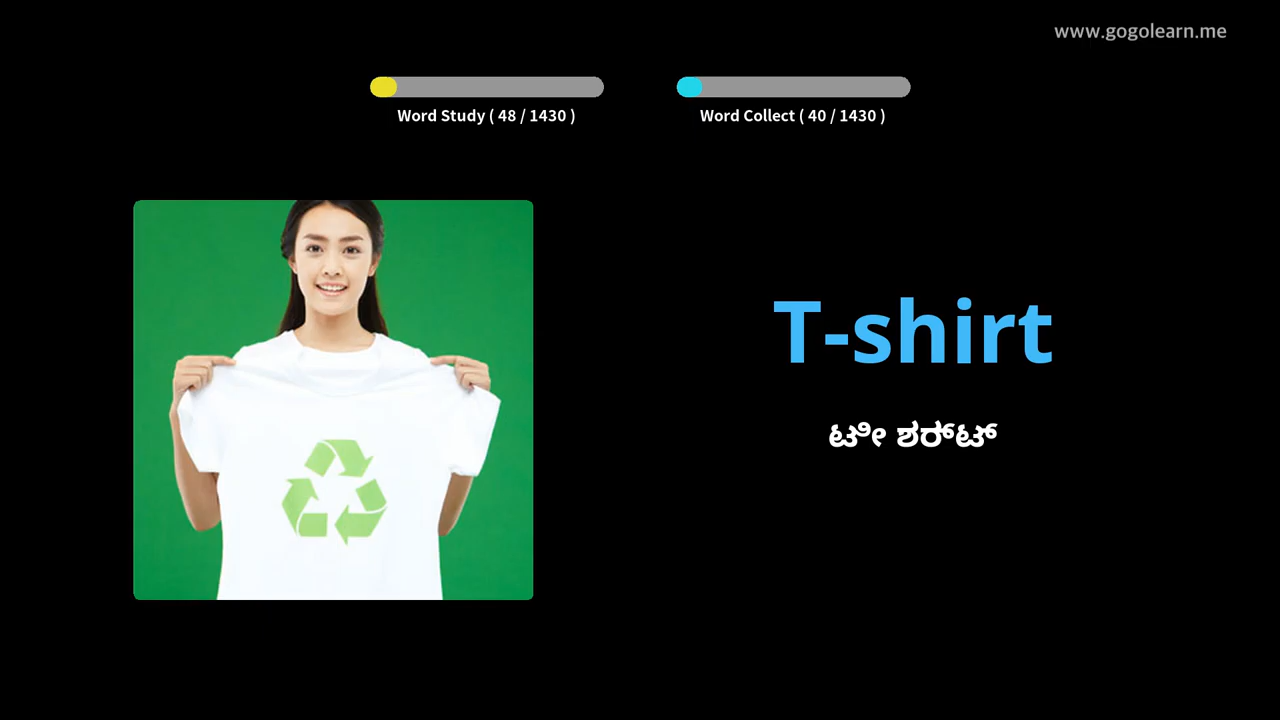 www.gogolearn.me
Word Study ( 48 / 1430 )
Word Collect ( 40 / 1430 )
T-shirt
ಟೀ ಶರ್ಟ್